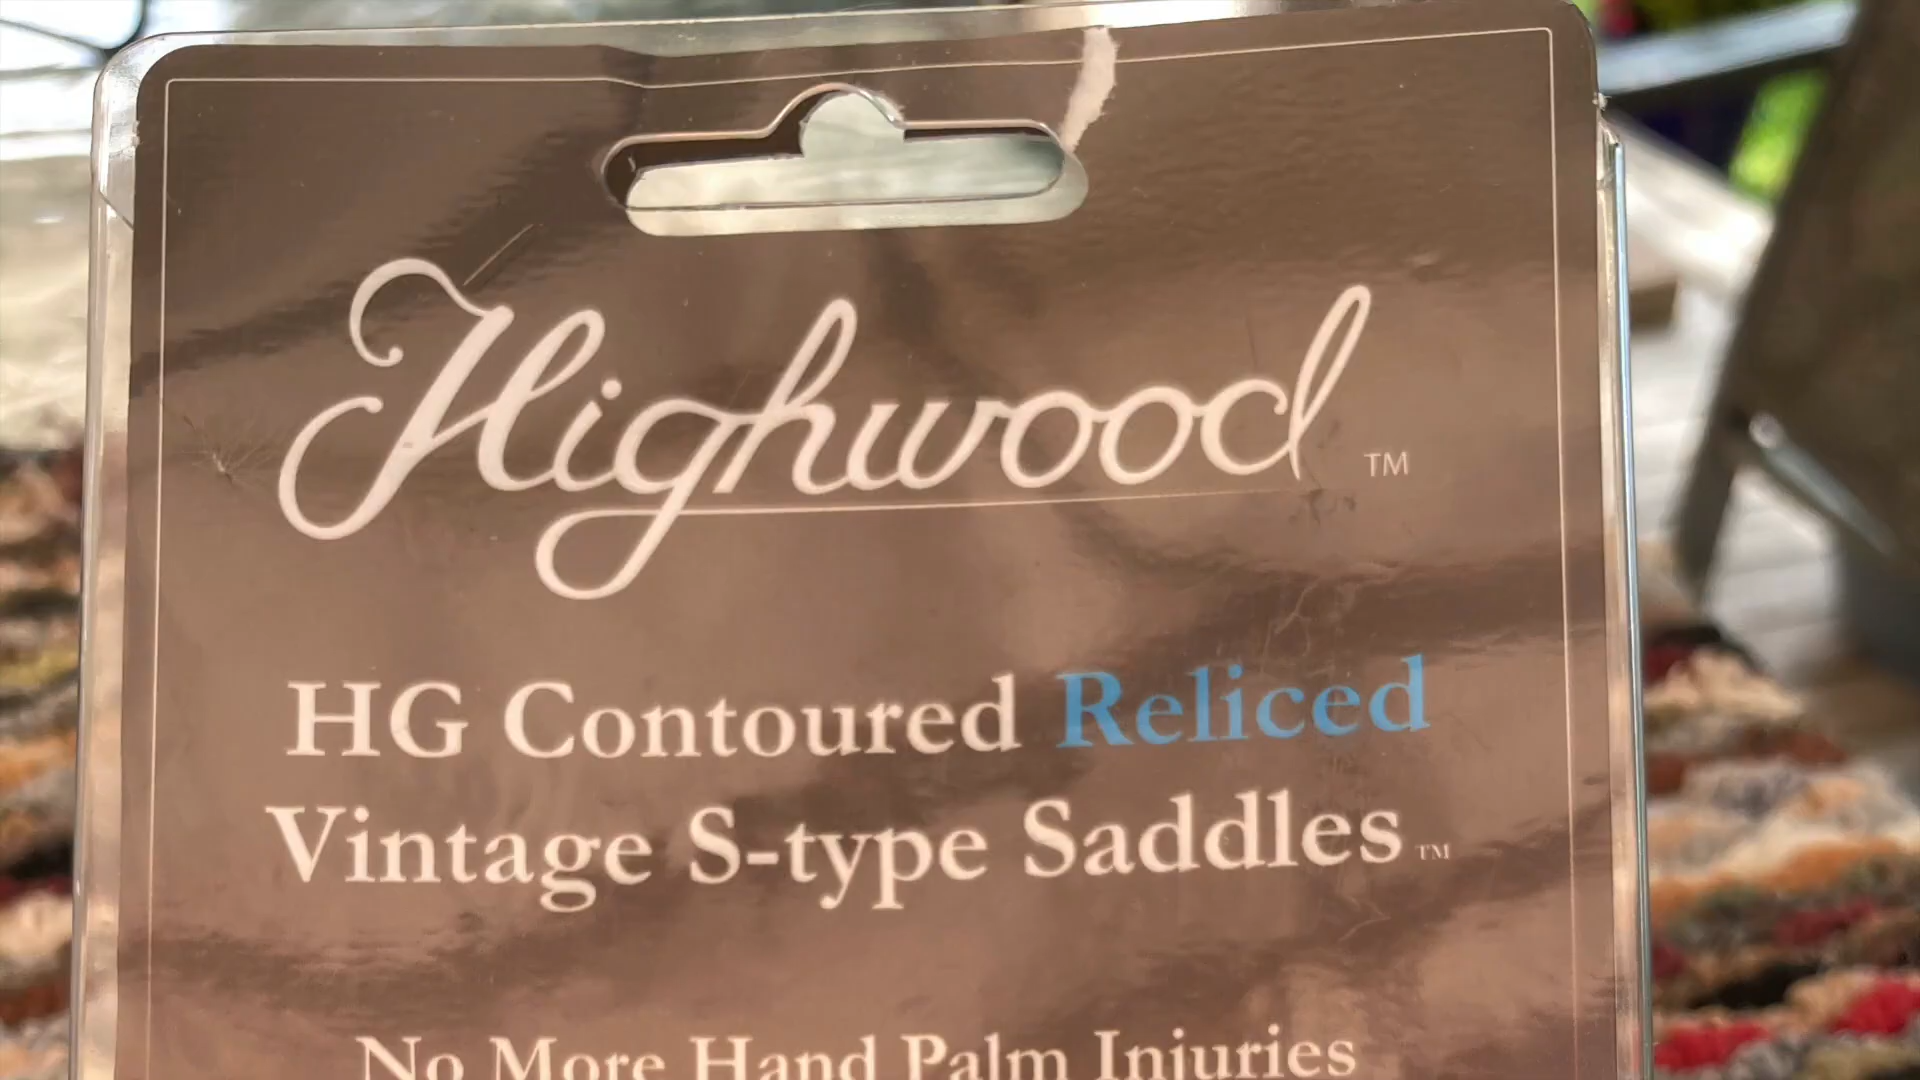 Highwood™
HG Contoured Reliced
Vintage S-type Saddles™
No More Hand Palm Injuries